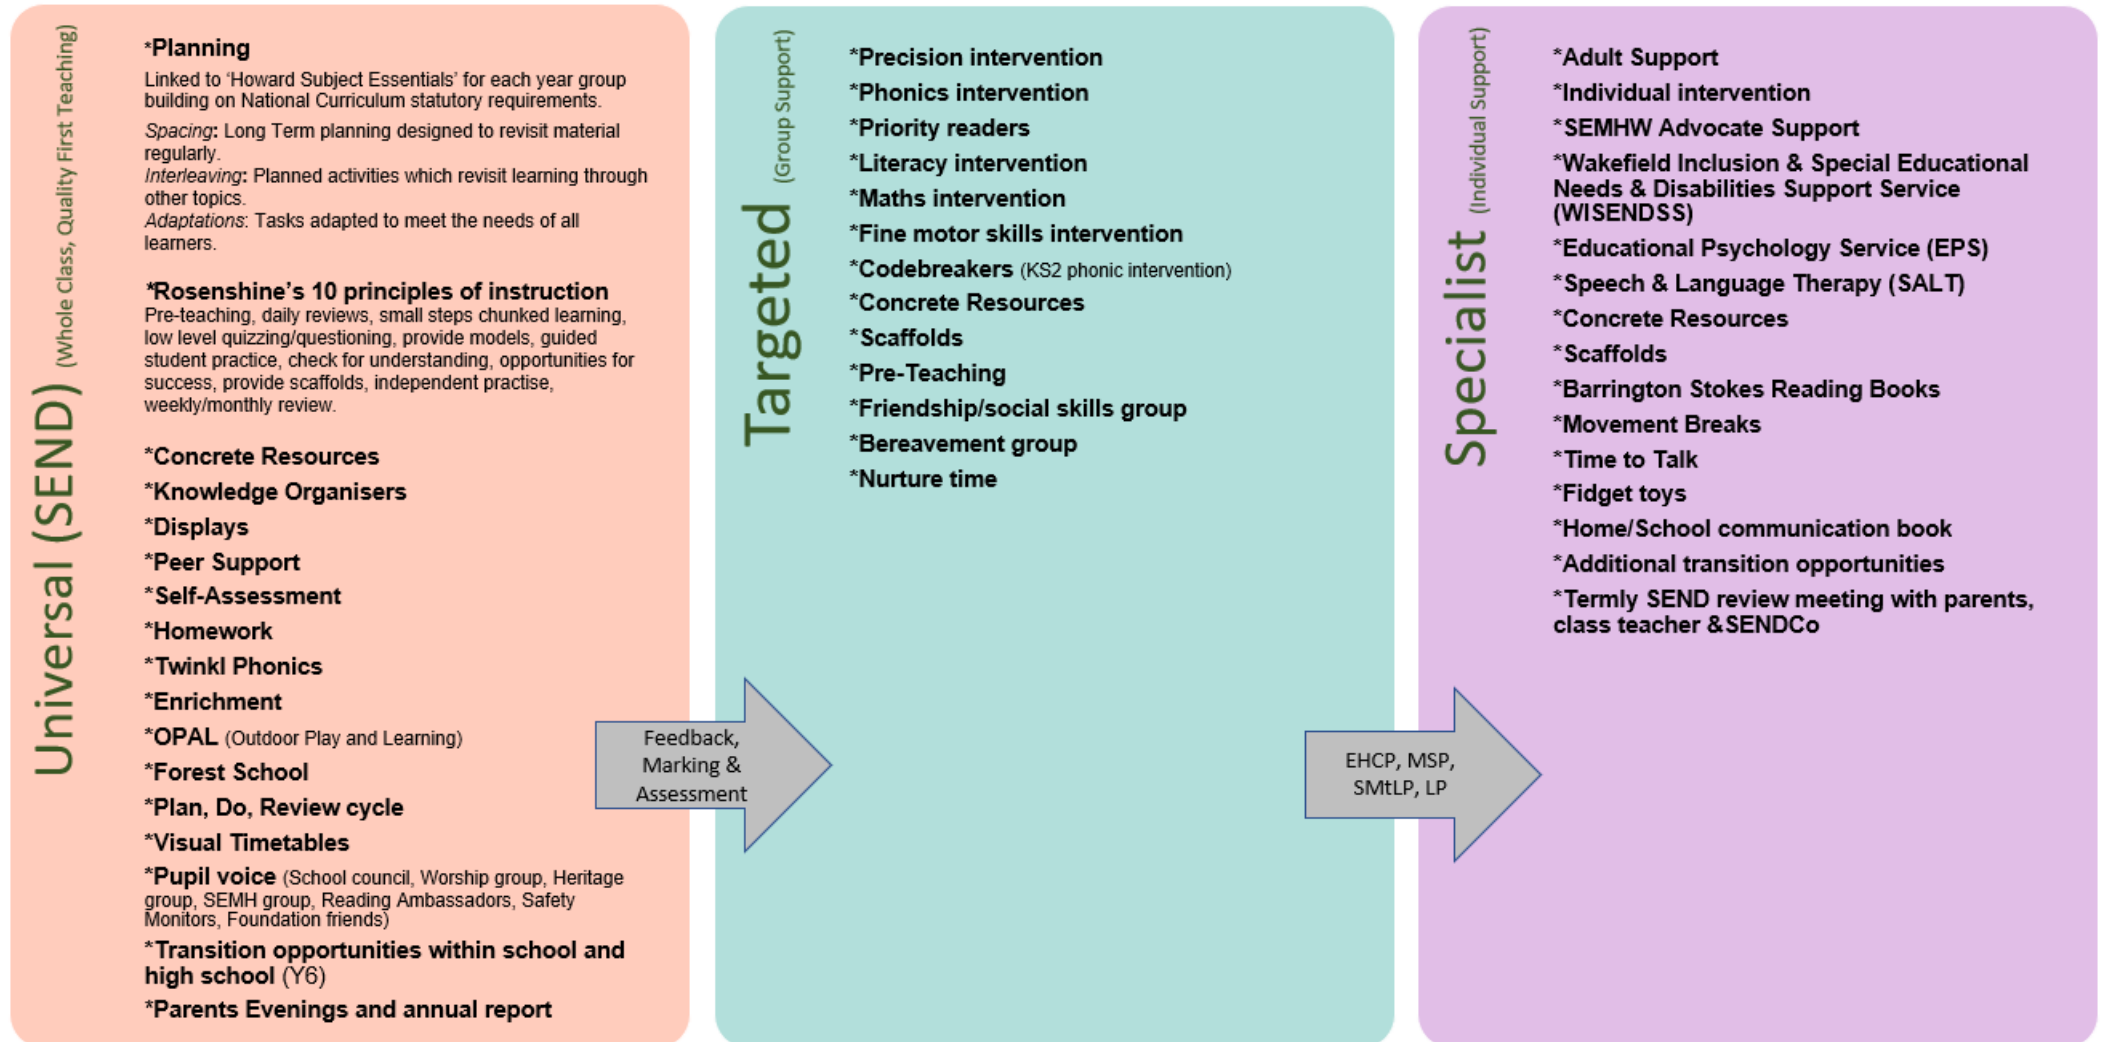 Universal (SEND) (Whole Class, Quality First Teaching)
*Planning
Linked to ‘Howard Subject Essentials’ for each year group
building on National Curriculum statutory requirements.
Spacing: Long Term planning designed to revisit material
regularly.
Interleaving: Planned activities which revisit learning through
other topics.
Adaptations: Tasks adapted to meet the needs of all
learners.
*Rosenshine’s 10 principles of instruction
Pre-teaching, daily reviews, small steps chunked learning,
low level quizzing/questioning, provide models, guided
student practice, check for understanding, opportunities for
success, provide scaffolds, independent practise,
weekly/monthly review.
*Concrete Resources
*Knowledge Organisers
*Displays
*Peer Support
*Self-Assessment
*Homework
*Twinkl Phonics
*Enrichment
*OPAL (Outdoor Play and Learning)
*Forest School
*Plan, Do, Review cycle
*Visual Timetables
*Pupil voice (School council, Worship group, Heritage
group, SEMH group, Reading Ambassadors, Safety
Monitors, Foundation friends)
*Transition opportunities within school and
high school (Y6)
*Parents Evenings and annual report
Feedback,
Marking &
Assessment
Targeted (Group Support)
*Precision intervention
*Phonics intervention
*Priority readers
*Literacy intervention
*Maths intervention
*Fine motor skills intervention
*Codebreakers (KS2 phonic intervention)
*Concrete Resources
*Scaffolds
*Pre-Teaching
*Friendship/social skills group
*Bereavement group
*Nurture time
EHCP, MSP,
SMtLP, LP
Specialist (Individual Support)
*Adult Support
*Individual intervention
*SEMHW Advocate Support
*Wakefield Inclusion & Special Educational
Needs & Disabilities Support Service
(WISENDSS)
*Educational Psychology Service (EPS)
*Speech & Language Therapy (SALT)
*Concrete Resources
*Scaffolds
*Barrington Stokes Reading Books
*Movement Breaks
*Time to Talk
*Fidget toys
*Home/School communication book
*Additional transition opportunities
*Termly SEND review meeting with parents,
class teacher &SENDCo